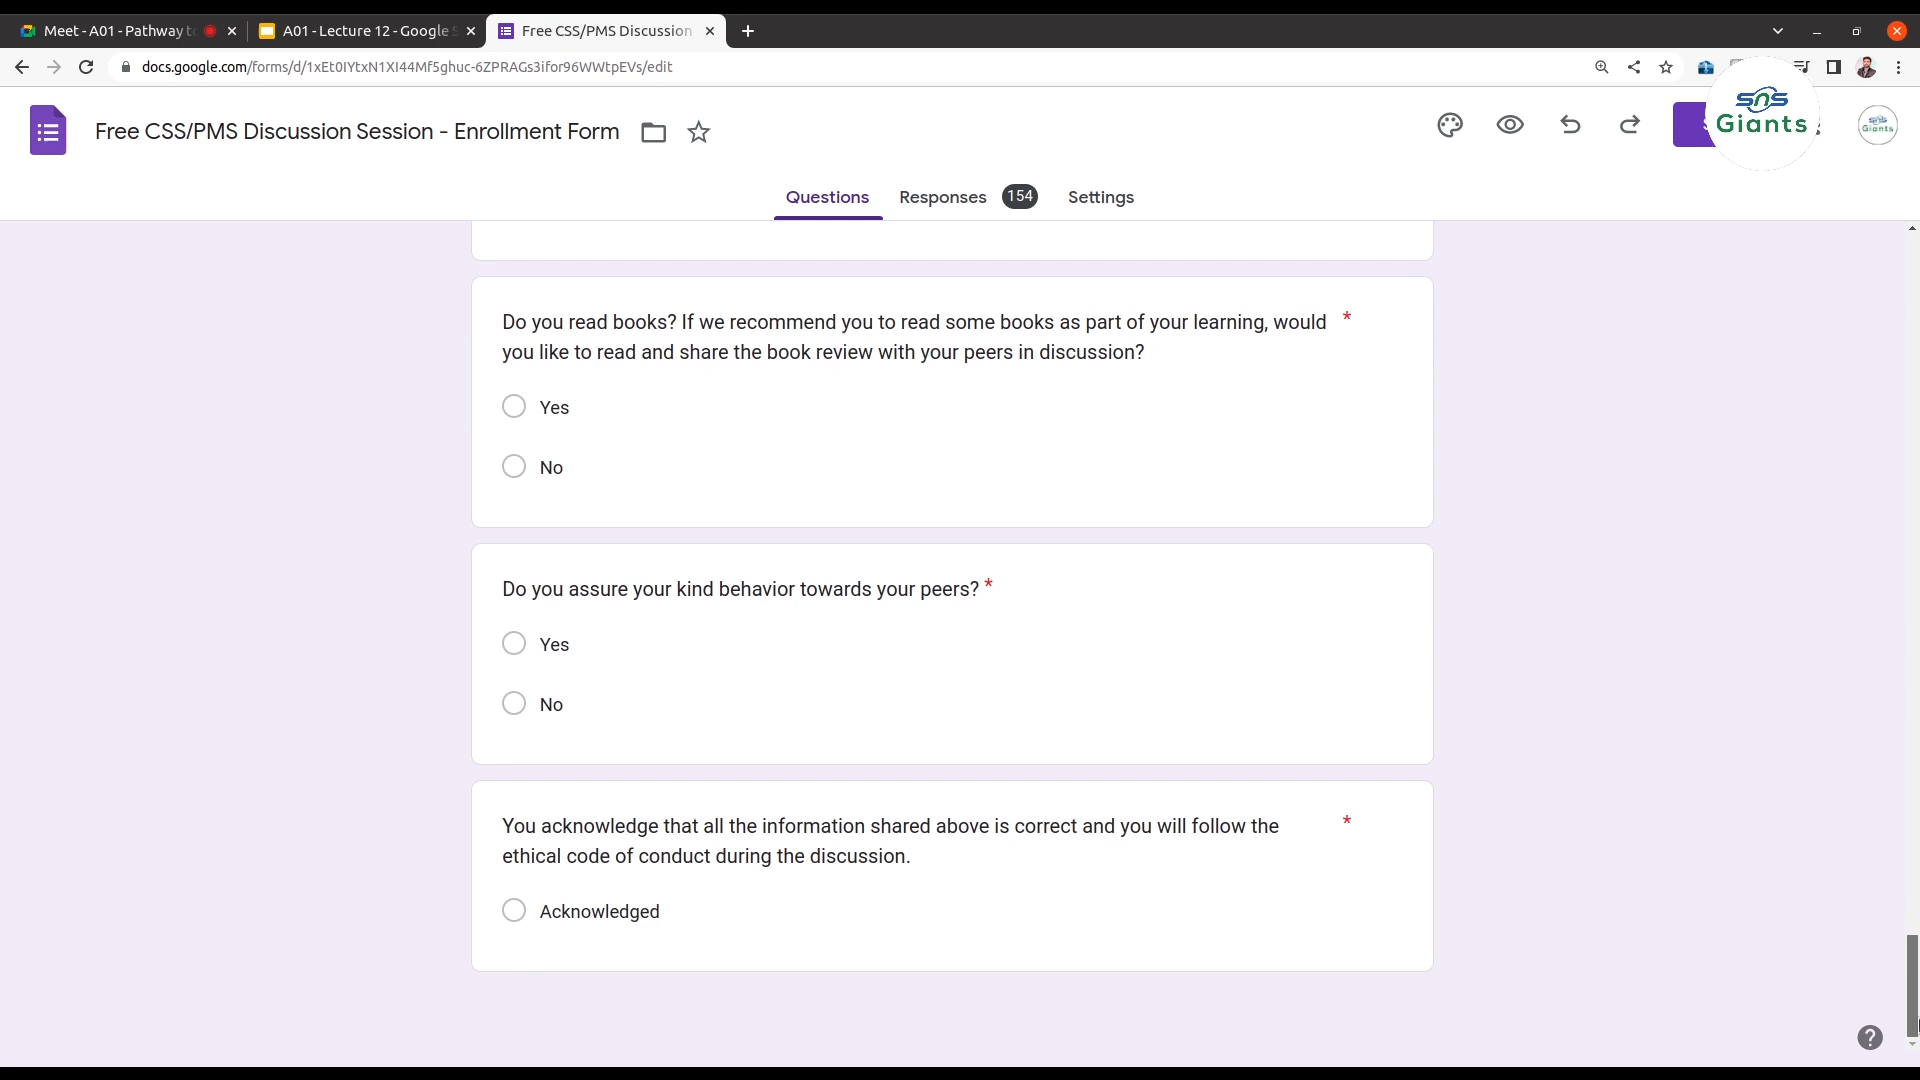 Meet - A01 - Pathway t
A01 - Lecture 12 - Google S
Free CSS/PMS Discussion
docs.google.com/forms/d/1xEt0IYtxN1XI44Mf5ghuc-6ZPRAGs3ifor96WWtpEVs/edit
Free CSS/PMS Discussion Session - Enrollment Form
sns
Giants
sns
Giants
Questions
Responses 154
Settings
Do you read books? If we recommend you to read some books as part of your learning, would *
you like to read and share the book review with your peers in discussion?
Yes
No
Do you assure your kind behavior towards your peers? *
Yes
No
You acknowledge that all the information shared above is correct and you will follow the *
ethical code of conduct during the discussion.
Acknowledged